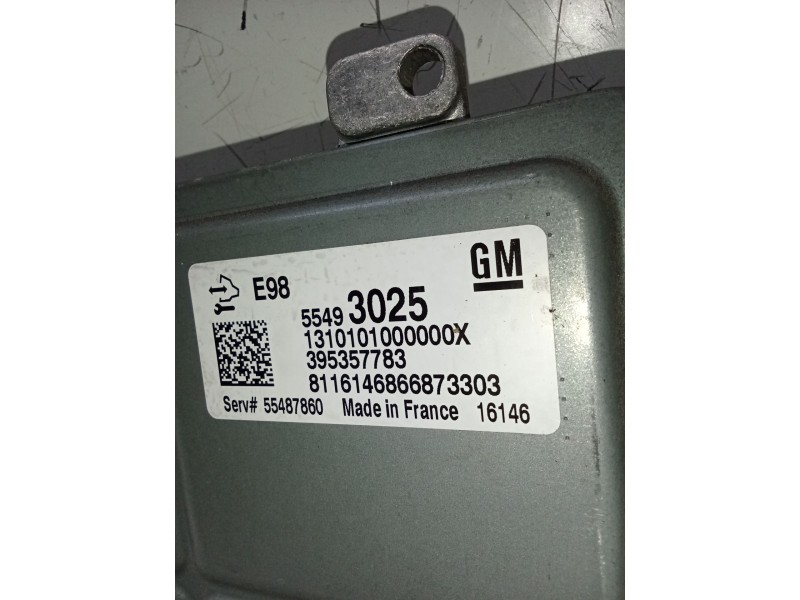 E98
GM
5549 3025
1310101000000X
395357783
8116146866873303
Serv# 55487860 Made in France 16146